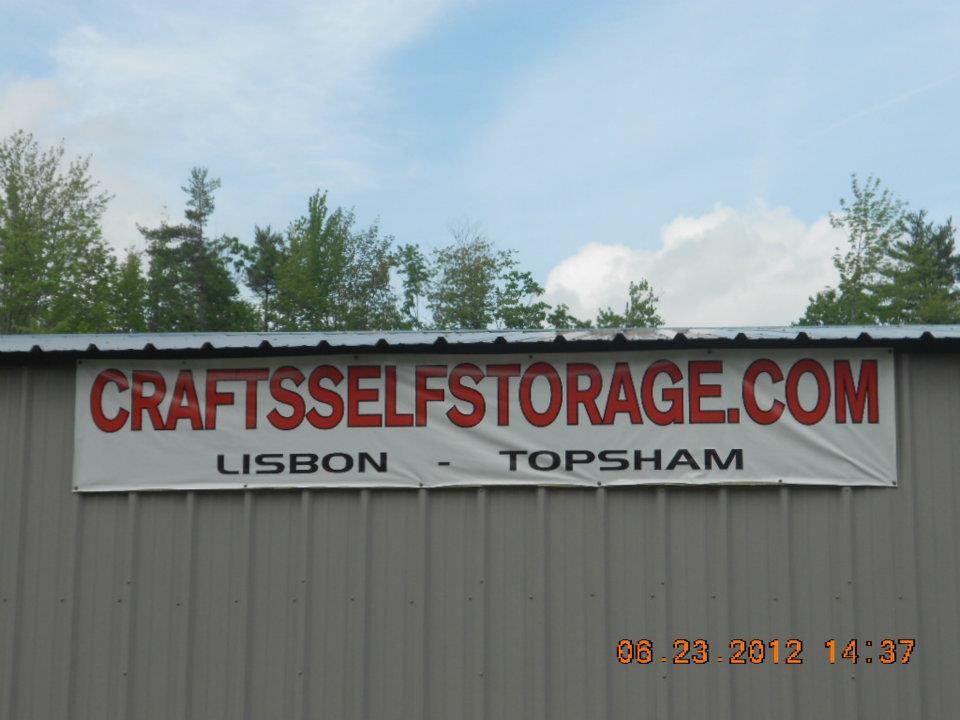 CRAFTSSELFSTORAGE.COM
LISBON - TOPSHAM
06.23.2012 14:37